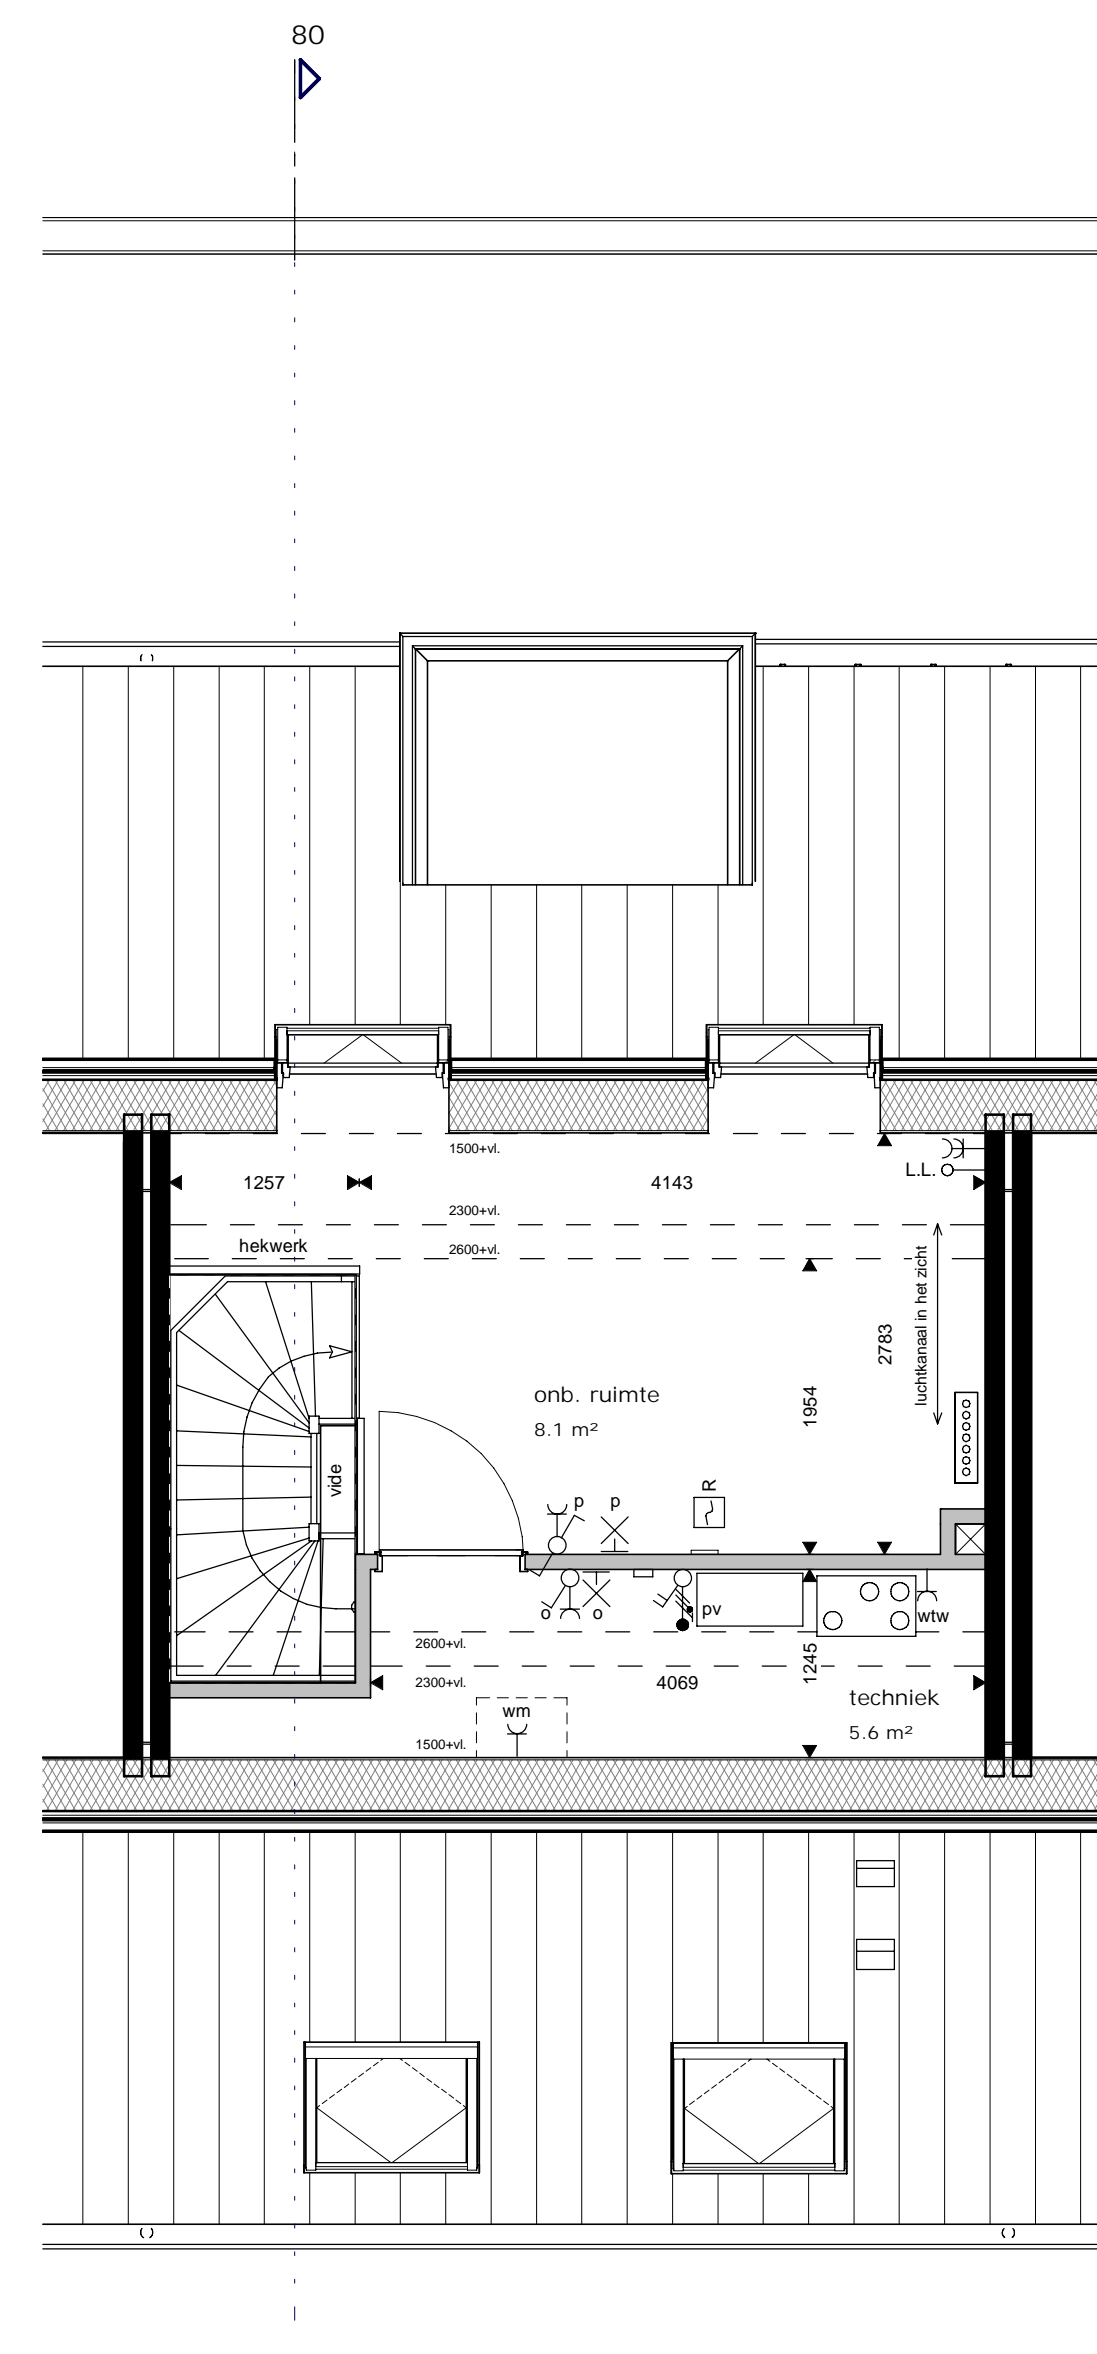 80
1500+vl.
L.L.
1257
4143
2300+vl.
hekwerk
2600+vl.
luchtkanaal in het zicht
2783
1954
onb. ruimte
8.1 m²
vide
R
p
p
o
o
pv
wtw
2600+vl.
1245
2300+vl.
4069
techniek
wm
5.6 m²
1500+vl.